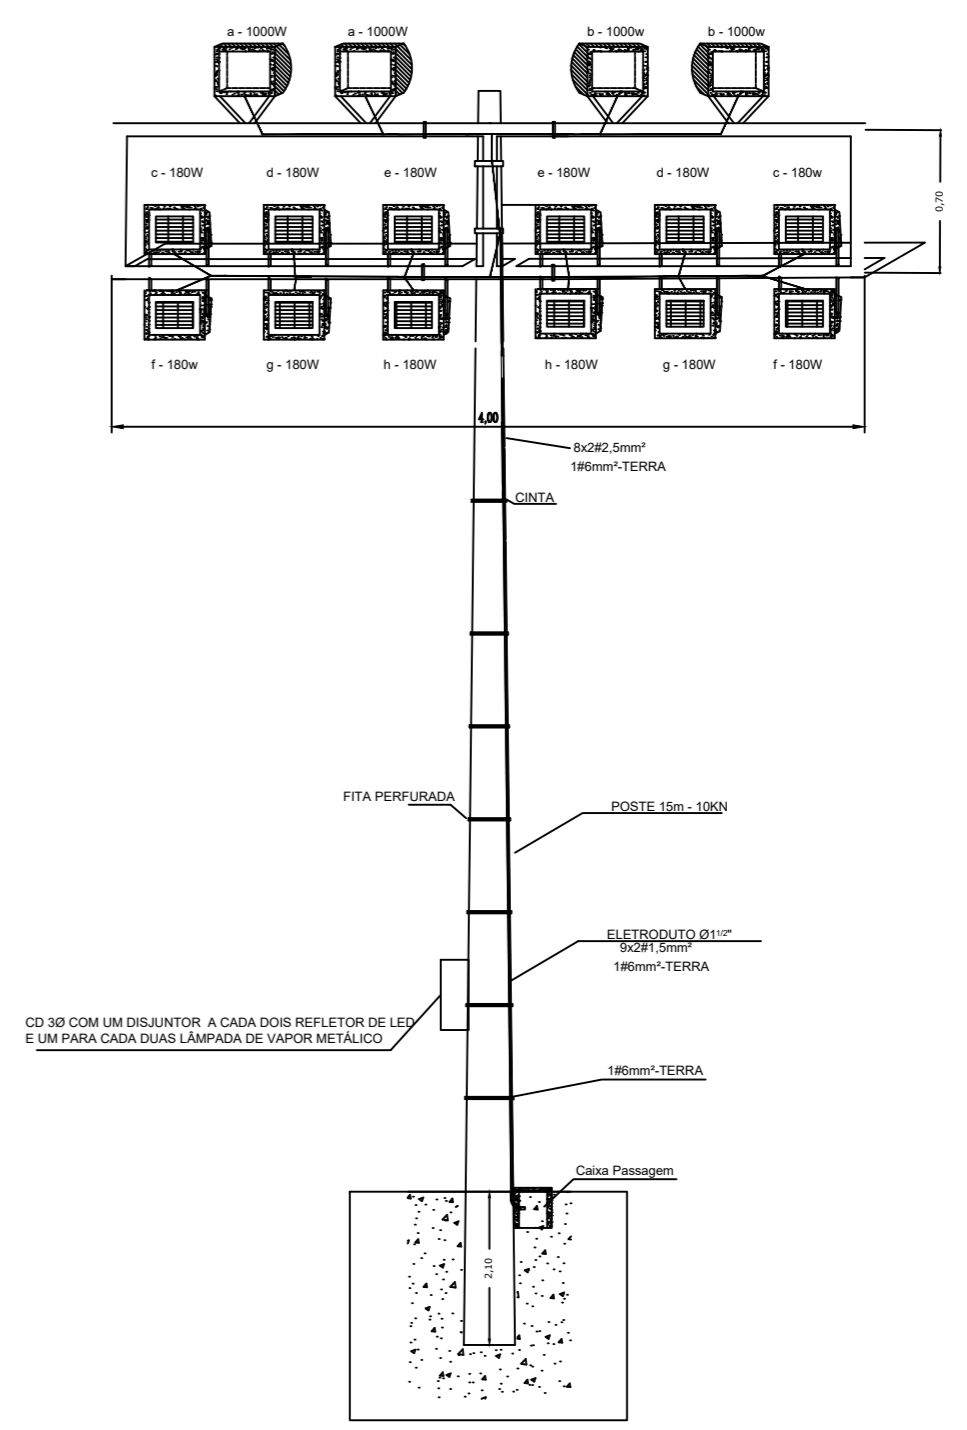 a - 1000W
a - 1000W
b - 1000w
b - 1000w
c - 180W
d - 180W
e - 180W
e - 180W
d - 180W
c - 180w
0,70
f - 180w
g - 180W
h - 180W
h - 180W
g - 180W
f - 180W
4,00
8x2#2,5mm²
1#6mm²-TERRA
CINTA
FITA PERFURADA
POSTE 15m - 10KN
ELETRODUTO Ø1¹/²"
9x2#1,5mm²
1#6mm²-TERRA
CD 3Ø COM UM DISJUNTOR A CADA DOIS REFLETOR DE LED
E UM PARA CADA DUAS LÂMPADA DE VAPOR METÁLICO
1#6mm²-TERRA
Caixa Passagem
2,10